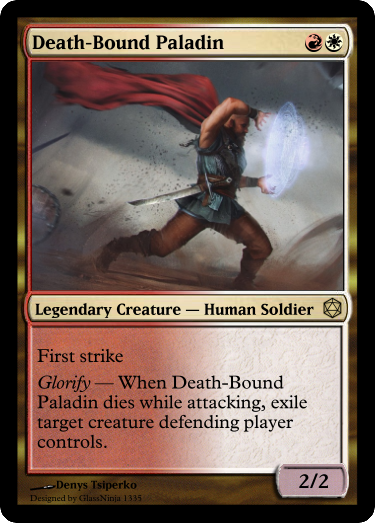 Death-Bound Paladin
Legendary Creature — Human Soldier
First strike
Glorify — When Death-Bound
Paladin dies while attacking, exile
target creature defending player
controls.
2/2
Denys Tsiperko
Designed by GlassNinja 1335